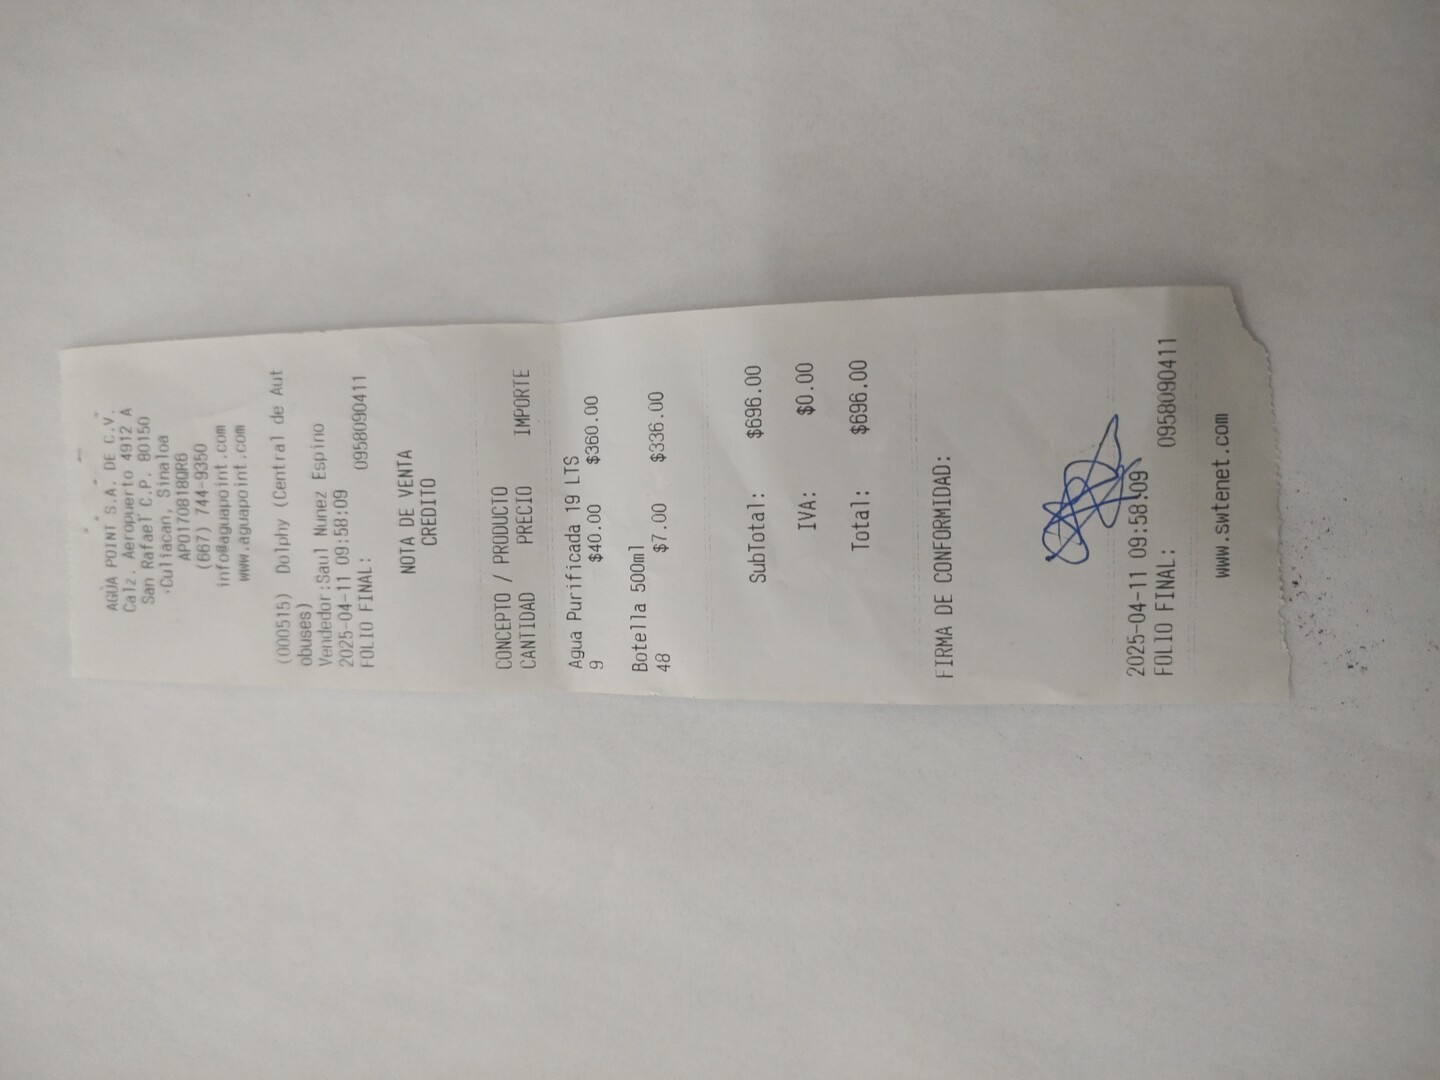 AGUA POINT S.A. DE C.V.
Calz. Aeropuerto 4912 A
San Rafael C.P. 80150
Culiacan, Sinaloa
APO170818QR6
(667) 744-9350
info@aguapoint.com
www.aguapoint.com
(000515) Dolphy (Central de Aut
obuses)
Vendedor:Saul Nunez Espino
2025-04-11 09:58:09
FOLIO FINAL: 0958090411
NOTA DE VENTA
CREDITO
CONCEPTO / PRODUCTO
CANTIDAD PRECIO IMPORTE
Agua Purificada 19 LTS
9 $40.00 $360.00
Botella 500ml
48 $7.00 $336.00
SubTotal: $696.00
IVA: $0.00
Total: $696.00
FIRMA DE CONFORMIDAD:
2025-04-11 09:58:09
FOLIO FINAL: 0958090411
www.swtenet.com